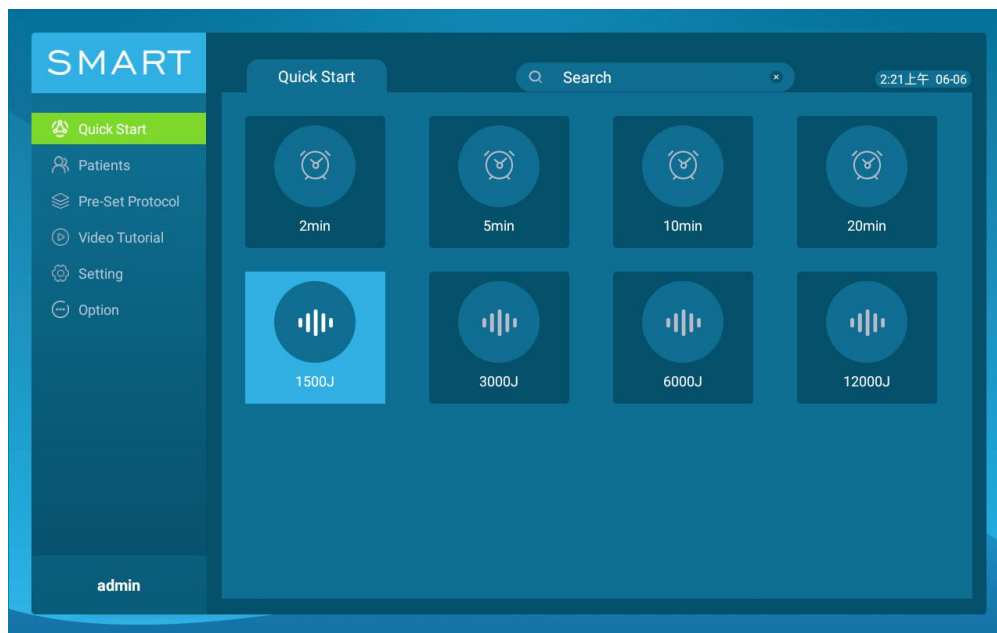 SMART
Quick Start
Search
2:21上午 06-06
Quick Start
Patients
Pre-Set Protocol
Video Tutorial
Setting
Option
2min
5min
10min
20min
1500J
3000J
6000J
12000J
admin